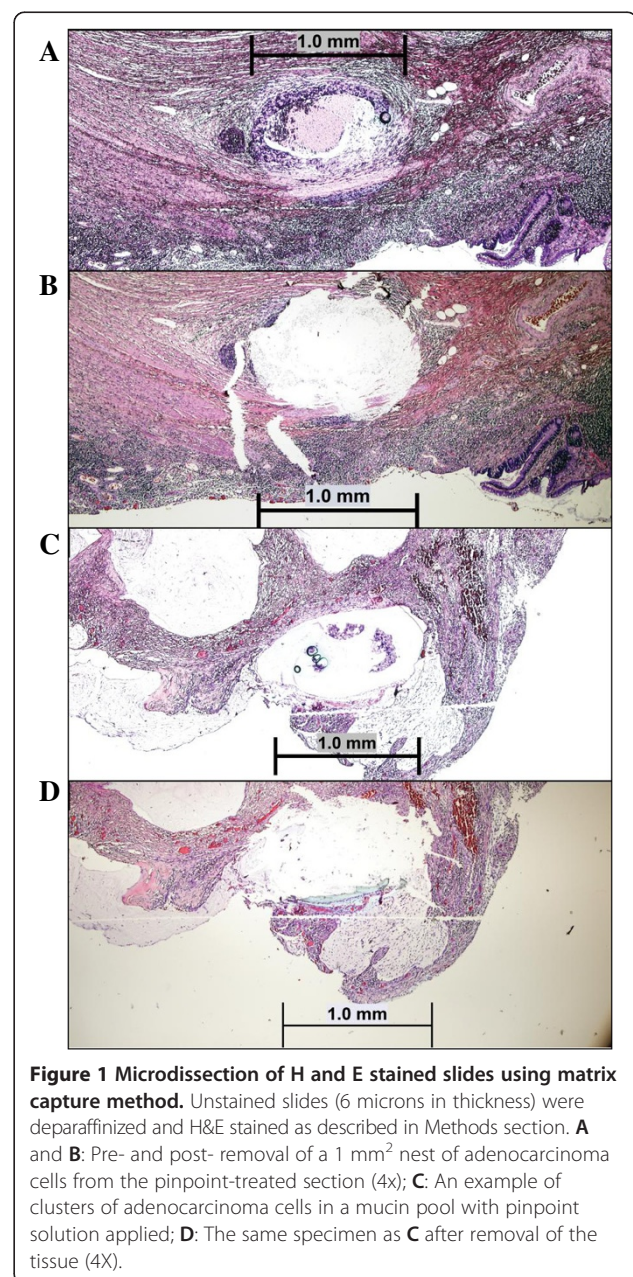 A
1.0 mm
B
1.0 mm
C
1.0 mm
D
1.0 mm
Figure 1 Microdissection of H and E stained slides using matrix
capture method. Unstained slides (6 microns in thickness) were
deparaffinized and H&E stained as described in Methods section. A
and B: Pre- and post- removal of a 1 mm² nest of adenocarcinoma
cells from the pinpoint-treated section (4x); C: An example of
clusters of adenocarcinoma cells in a mucin pool with pinpoint
solution applied; D: The same specimen as C after removal of the
tissue (4X).